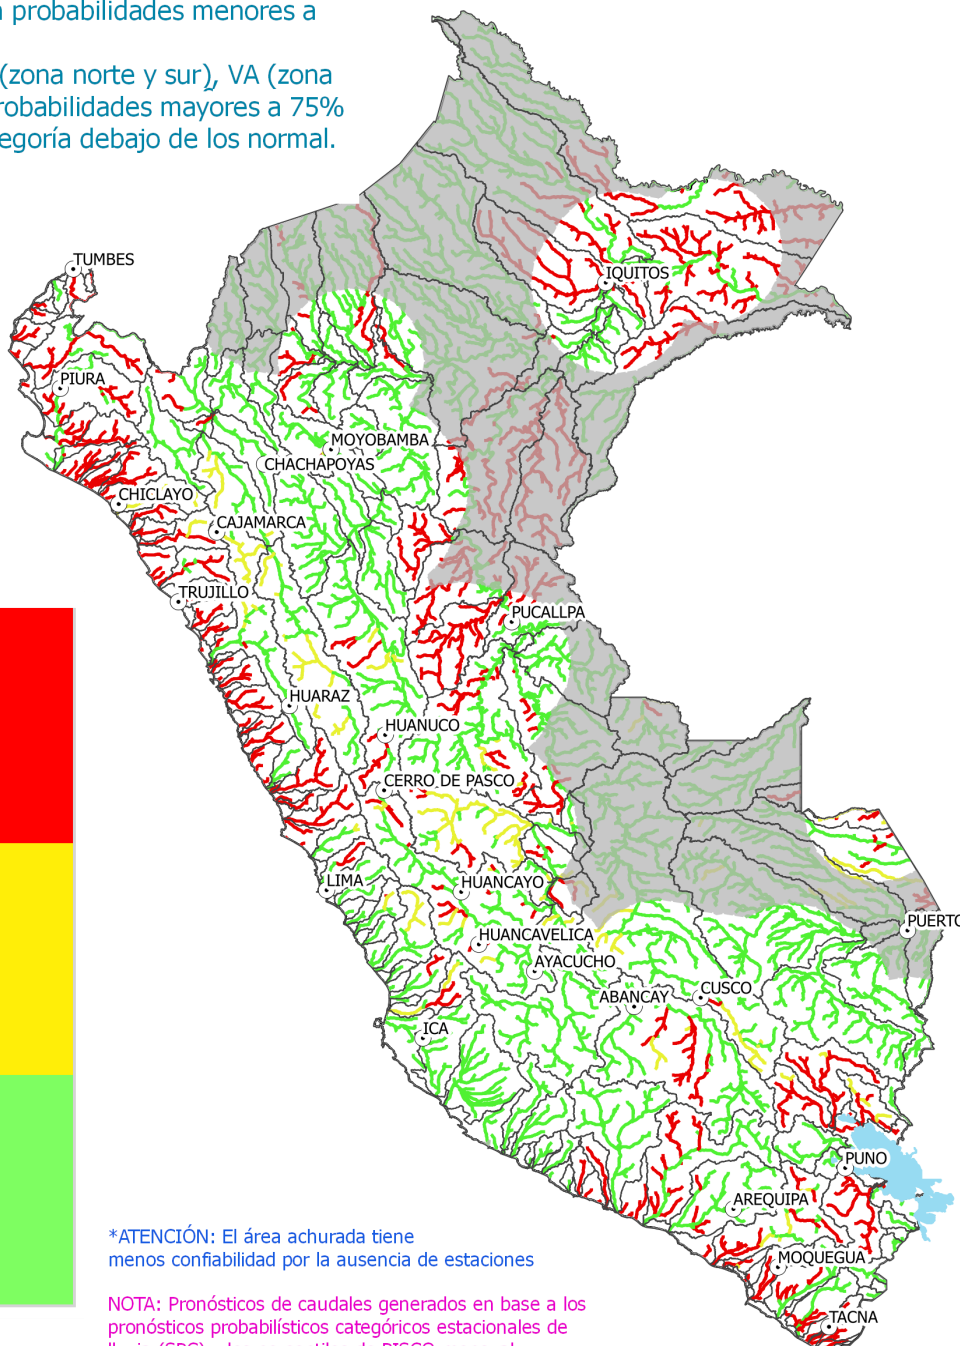 probabilidades menores a
(zona norte y sur), VA (zona
robabilidades mayores a 75%
egoría debajo de los normal.
TUMBES
IQUITOS
PIURA
MOYOBAMBA
CHACHAPOYAS
CHICLAYO
CAJAMARCA
TRUJILLO
PUCALLPA
HUARAZ
HUANUCO
CERRO DE PASCO
LIMA
HUANCAYO
PUERTO
HUANCAVELICA
AYACUCHO
ABANCAY
CUSCO
ICA
PUNO
AREQUIPA
MOQUEGUA
TACNA
*ATENCIÓN: El área achurada tiene
menos confiabilidad por la ausencia de estaciones
NOTA: Pronósticos de caudales generados en base a los
pronósticos probabilísticos categóricos estacionales de